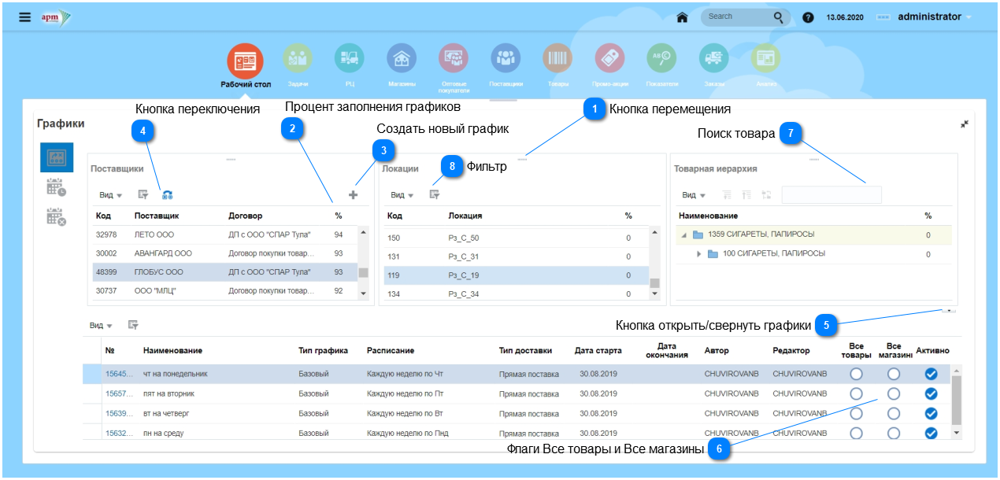 арт
Search
?
13.06.2020
administrator
Рабочий стол
Задачи
РЦ
Магазины
Оптовые
покупатели
Поставщики
Товары
Промо-акции
Показатели
Заказы
Анализ
Кнопка переключения
Процент заполнения графиков
1 Кнопка перемещения
Графики
4
2
Создать новый график
3
Поиск товара 7
Поставщики
Локации
8 Фильтр
Товарная иерархия
Вид
Вид
Вид
Код Поставщик Договор %
32978 ЛЕТО ООО ДП с ООО "СПАР Тула" 94
30002 АВАНГАРД ООО Договор покупки товар... 93
48399 ГЛОБУС ООО ДП с ООО "СПАР Тула" 93
30737 ООО "МЛЦ" Договор покупки товар... 92
Код Локация %
150 Рз_С_50 0
131 Рз_С_31 0
119 Рз_С_19 0
134 Рз_С_34 0
Наименование %
1359 СИГАРЕТЫ, ПАПИРОСЫ 0
100 СИГАРЕТЫ, ПАПИРОСЫ 0
Вид
Кнопка открыть/свернуть графики 5
№ Наименование Тип графика Расписание Тип доставки Дата старта Дата окончания Автор Редактор Все товары Все магазині Активно
15645... чт на понедельник Базовый Каждую неделю по Чт Прямая поставка 30.08.2019 CHUVIROVANB CHUVIROVANB
15657... пят на вторник Базовый Каждую неделю по Пт Прямая поставка 30.08.2019 CHUVIROVANB CHUVIROVANB
15639... вт на четверг Базовый Каждую неделю по Вт Прямая поставка 30.08.2019 CHUVIROVANB CHUVIROVANB
15632... пн на среду Базовый Каждую неделю по Пнд Прямая поставка 30.08.2019 CHUVIROVANB CHUVIROVANB
Флаги Все товары и Все магазины 6